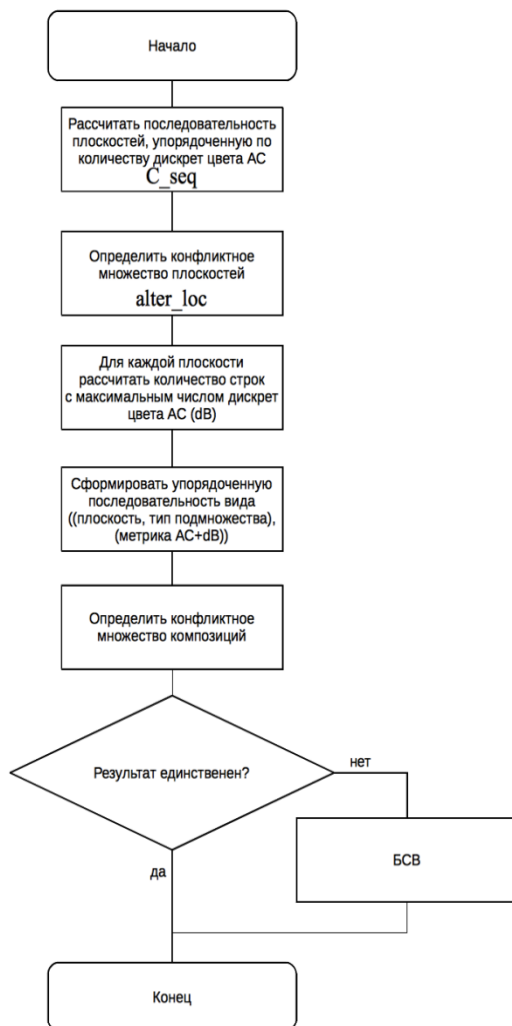 Начало
Рассчитать последовательность
плоскостей, упорядоченную по
количеству дискрет цвета АС
C_seq
Определить конфликтное
множество плоскостей
alter_loc
Для каждой плоскости
рассчитать количество строк
с максимальным числом дискрет
цвета АС (dB)
Сформировать упорядоченную
последовательность вида
((плоскость, тип подмножества),
(метрика АС+dB))
Определить конфликтное
множество композиций
Результат единственен?
нет
да
БСВ
Конец